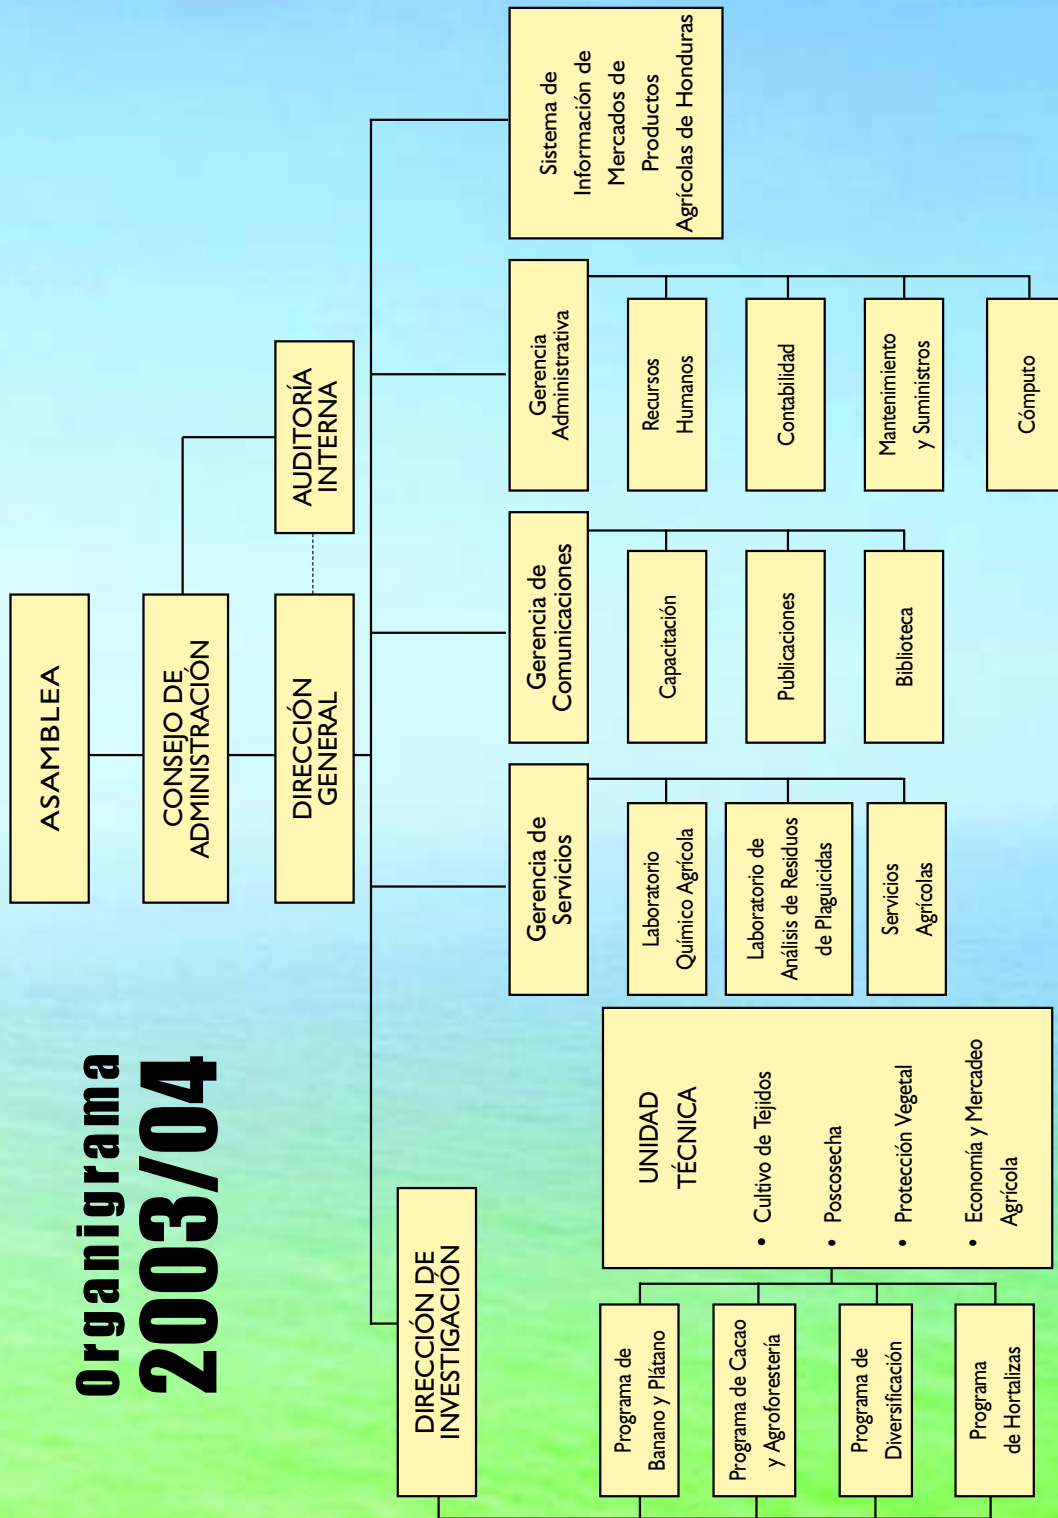 Organigrama
2003/04
ASAMBLEA
CONSEJO DE
ADMINISTRACIÓN
DIRECCIÓN
GENERAL
AUDITORÍA
INTERNA
DIRECCIÓN DE
INVESTIGACIÓN
Programa de
Banano y Plátano
Programa de Cacao
y Agroforestería
Programa de
Diversificación
Programa
de Hortalizas
UNIDAD
TÉCNICA
• Cultivo de Tejidos
• Poscosecha
• Protección Vegetal
• Economía y Mercadeo
Agrícola
Gerencia de
Servicios
Laboratorio
Químico Agrícola
Laboratorio de
Análisis de Residuos
de Plaguicidas
Servicios
Agrícolas
Gerencia de
Comunicaciones
Capacitación
Publicaciones
Biblioteca
Gerencia
Administrativa
Recursos
Humanos
Contabilidad
Mantenimiento
y Suministros
Cómputo
Sistema de
Información de
Mercados de
Productos
Agrícolas de Honduras